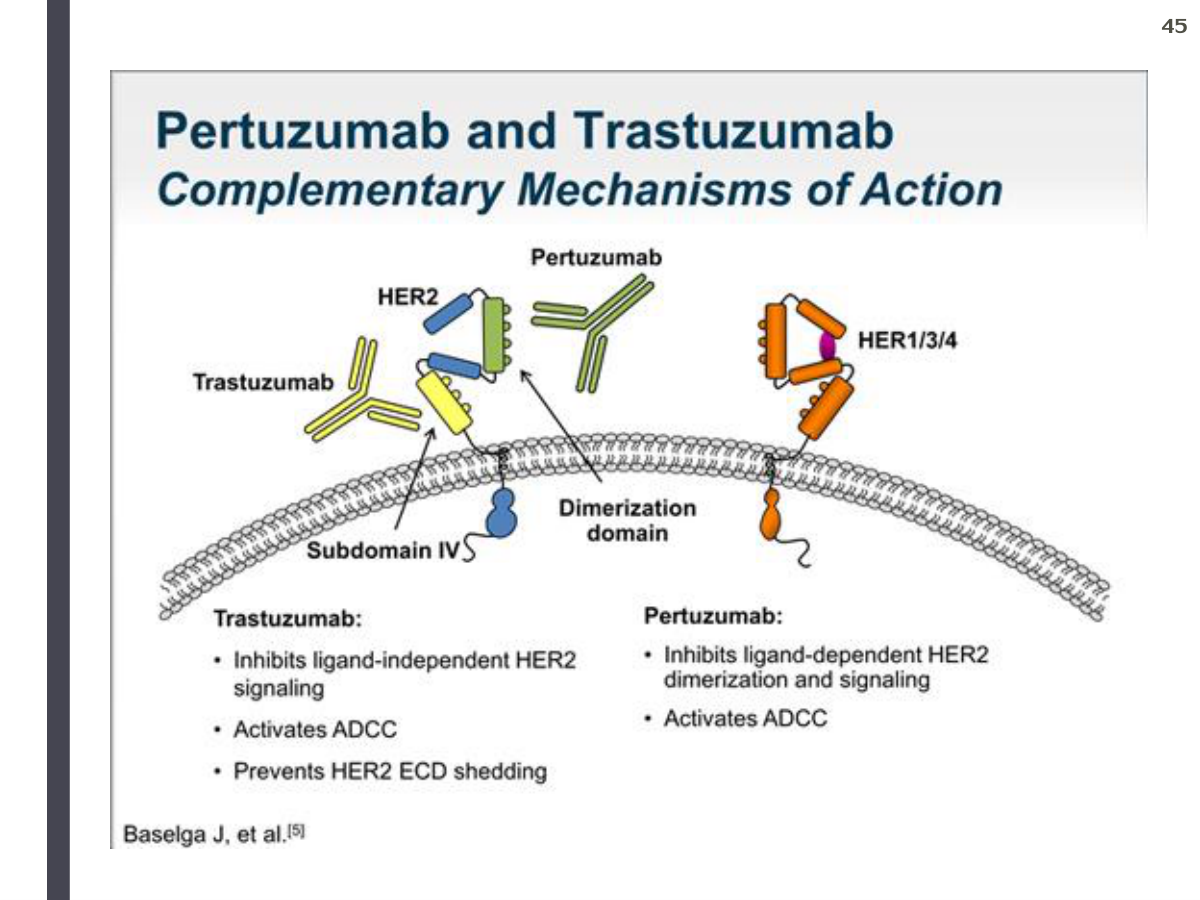 45
Pertuzumab and Trastuzumab
Complementary Mechanisms of Action
Pertuzumab
HER2
HER1/3/4
Trastuzumab
Dimerization
domain
Subdomain IV
Trastuzumab:
• Inhibits ligand-independent HER2
signaling
• Activates ADCC
• Prevents HER2 ECD shedding
Pertuzumab:
• Inhibits ligand-dependent HER2
dimerization and signaling
• Activates ADCC
Baselga J, et al.[5]